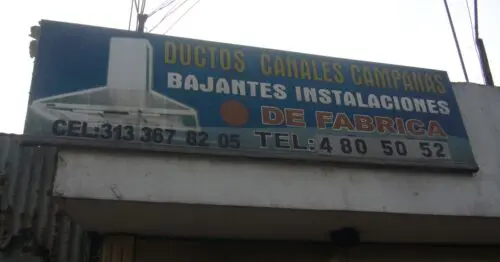 DUCTOS CANALES CAMPANAS
BAJANTES INSTALACIONES
DE FABRICA
CEL:313 367 82 05 TEL:4 80 50 52